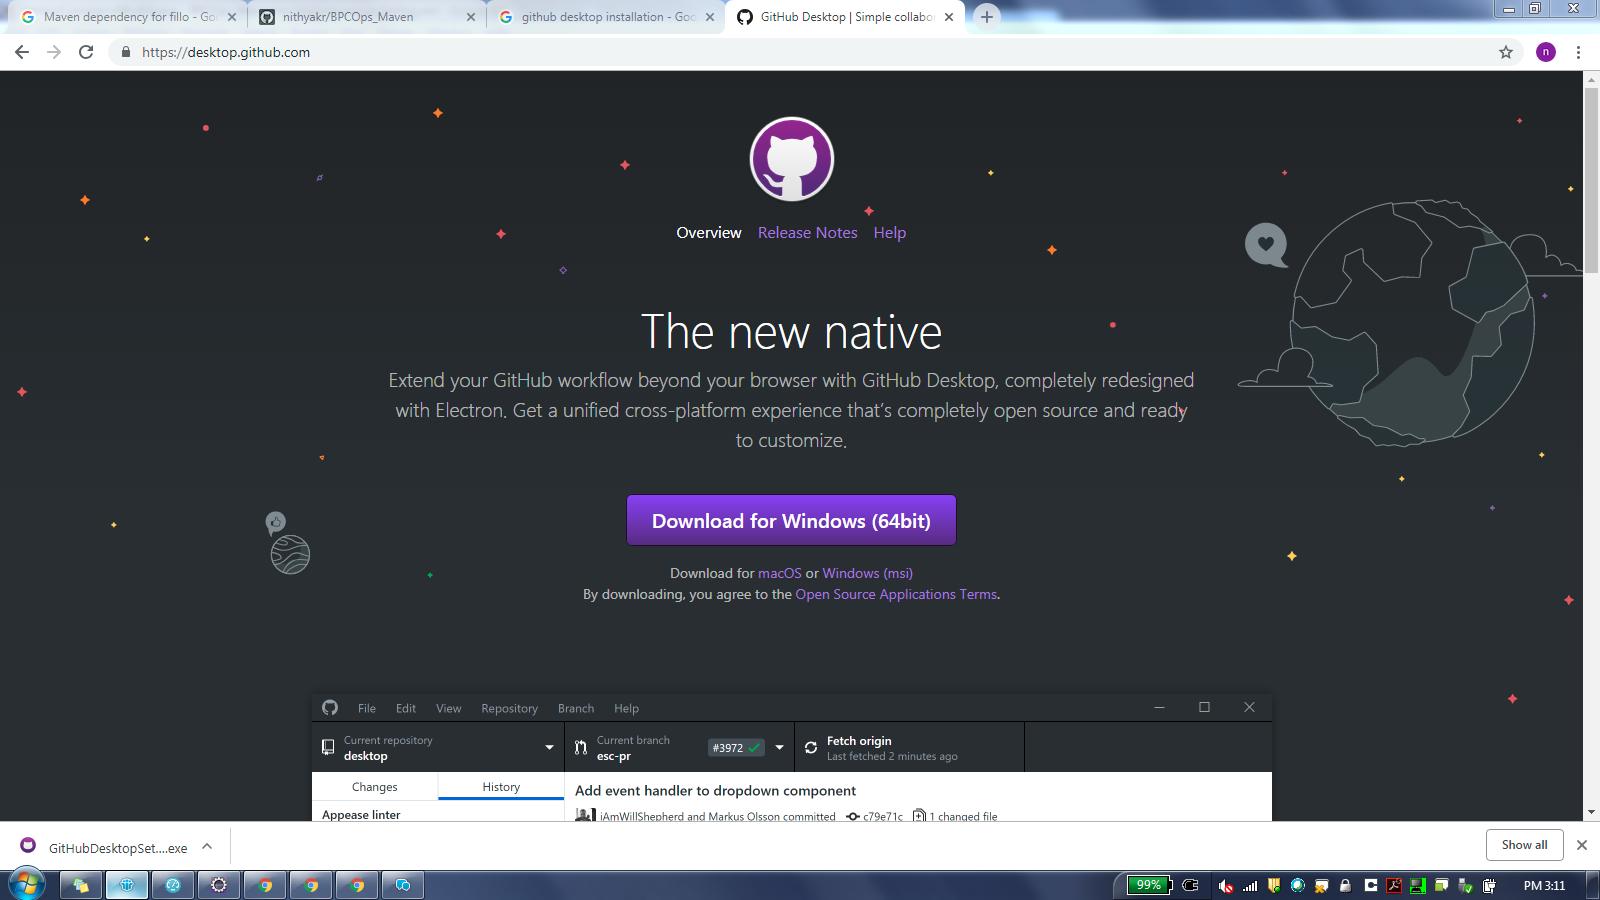 Maven dependency for fillo - Go
nithyakr/BPCOps_Maven
github desktop installation - Goo
GitHub Desktop | Simple collabo
https://desktop.github.com
n
Overview
Release Notes
Help
The new native
Extend your GitHub workflow beyond your browser with GitHub Desktop, completely redesigned
with Electron. Get a unified cross-platform experience that's completely open source and ready
to customize.
Download for Windows (64bit)
Download for macOS or Windows (msi)
By downloading, you agree to the Open Source Applications Terms.
File Edit View Repository Branch Help
Current repository
desktop
Current branch
esc-pr
#3972
Fetch origin
Last fetched 2 minutes ago
Changes
History
Add event handler to dropdown component
Appease linter
iAmWillShepherd and Markus Olsson committed
c79e71c
1 changed file
GitHubDesktopSet....exe
Show all
99%
PM 3:11